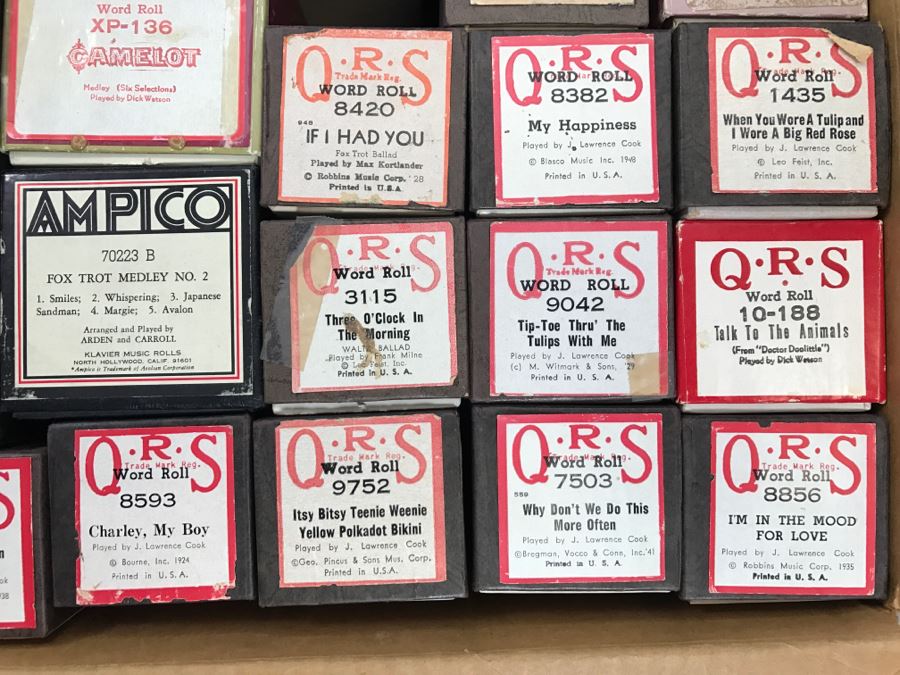 Word Roll
XP-136
CAMELOT
Medley (Six Selections)
Played by Dick Watson
Q·R·S
Trade Mark Reg.
WORD ROLL
8420
948
IF I HAD YOU
Fox Trot Ballad
Played by Max Kortlander
© Robbins Music Corp. '28
Printed in U.S.A.
Q·R·S
WORD ROLL
8382
My Happiness
Played by J. Lawrence Cook
© Blasco Music Inc. 1948
Printed in U.S.A.
Q·R·S
Trade Mark Reg.
Word Roll
1435
When You Wore A Tulip and
I Wore A Big Red Rose
Played by J. Lawrence Cook
© Leo Feist, Inc.
Printed in U.S.A.
AMPICO
70223 B
FOX TROT MEDLEY NO. 2
1. Smiles; 2. Whispering; 3. Japanese
Sandman; 4. Margie; 5. Avalon
Arranged and Played by
ARDEN and CARROLL
KLAVIER MUSIC ROLLS
NORTH HOLLYWOOD, CALIF. 91601
*Ampico is Trademark of Aeolian Corporation
Q·R·S
Word Roll
3115
Three O'Clock In
The Morning
WALTZ BALLAD
Played by Frank Milne
© Leo Feist, Inc.
Printed in U.S.A.
Q·R·S
Trade Mark Reg.
WORD ROLL
9042
Tip-Toe Thru' The
Tulips With Me
Played by J. Lawrence Cook
(c) M. Witmark & Sons, '29
Printed in U.S.A.
Q·R·S
Word Roll
10-188
Talk To The Animals
(From "Doctor Doolittle")
Played by Dick Watson
Q·R·S
Trade Mark Reg.
Word Roll
8593
Charley, My Boy
Played by J. Lawrence Cook
© Bourne, Inc. 1924
Printed in U.S.A.
Q·R·S
Trade Mark Reg.
Word Roll
9752
Itsy Bitsy Teenie Weenie
Yellow Polkadot Bikini
Played by J. Lawrence Cook
©Geo. Pincus & Sons Mus. Corp.
Printed in U.S.A.
Q·R·S
Trade Mark Reg.
Word Roll
7503
559
Why Don't We Do This
More Often
Played by J. Lawrence Cook
©Bregman, Vocco & Conn, Inc.'41
Printed in U.S.A.
Q·R·S
Trade Mark Reg.
Word Roll
8856
I'M IN THE MOOD
FOR LOVE
Played by J. Lawrence Cook
© Robbins Music Corp. 1935
Printed in U.S.A.